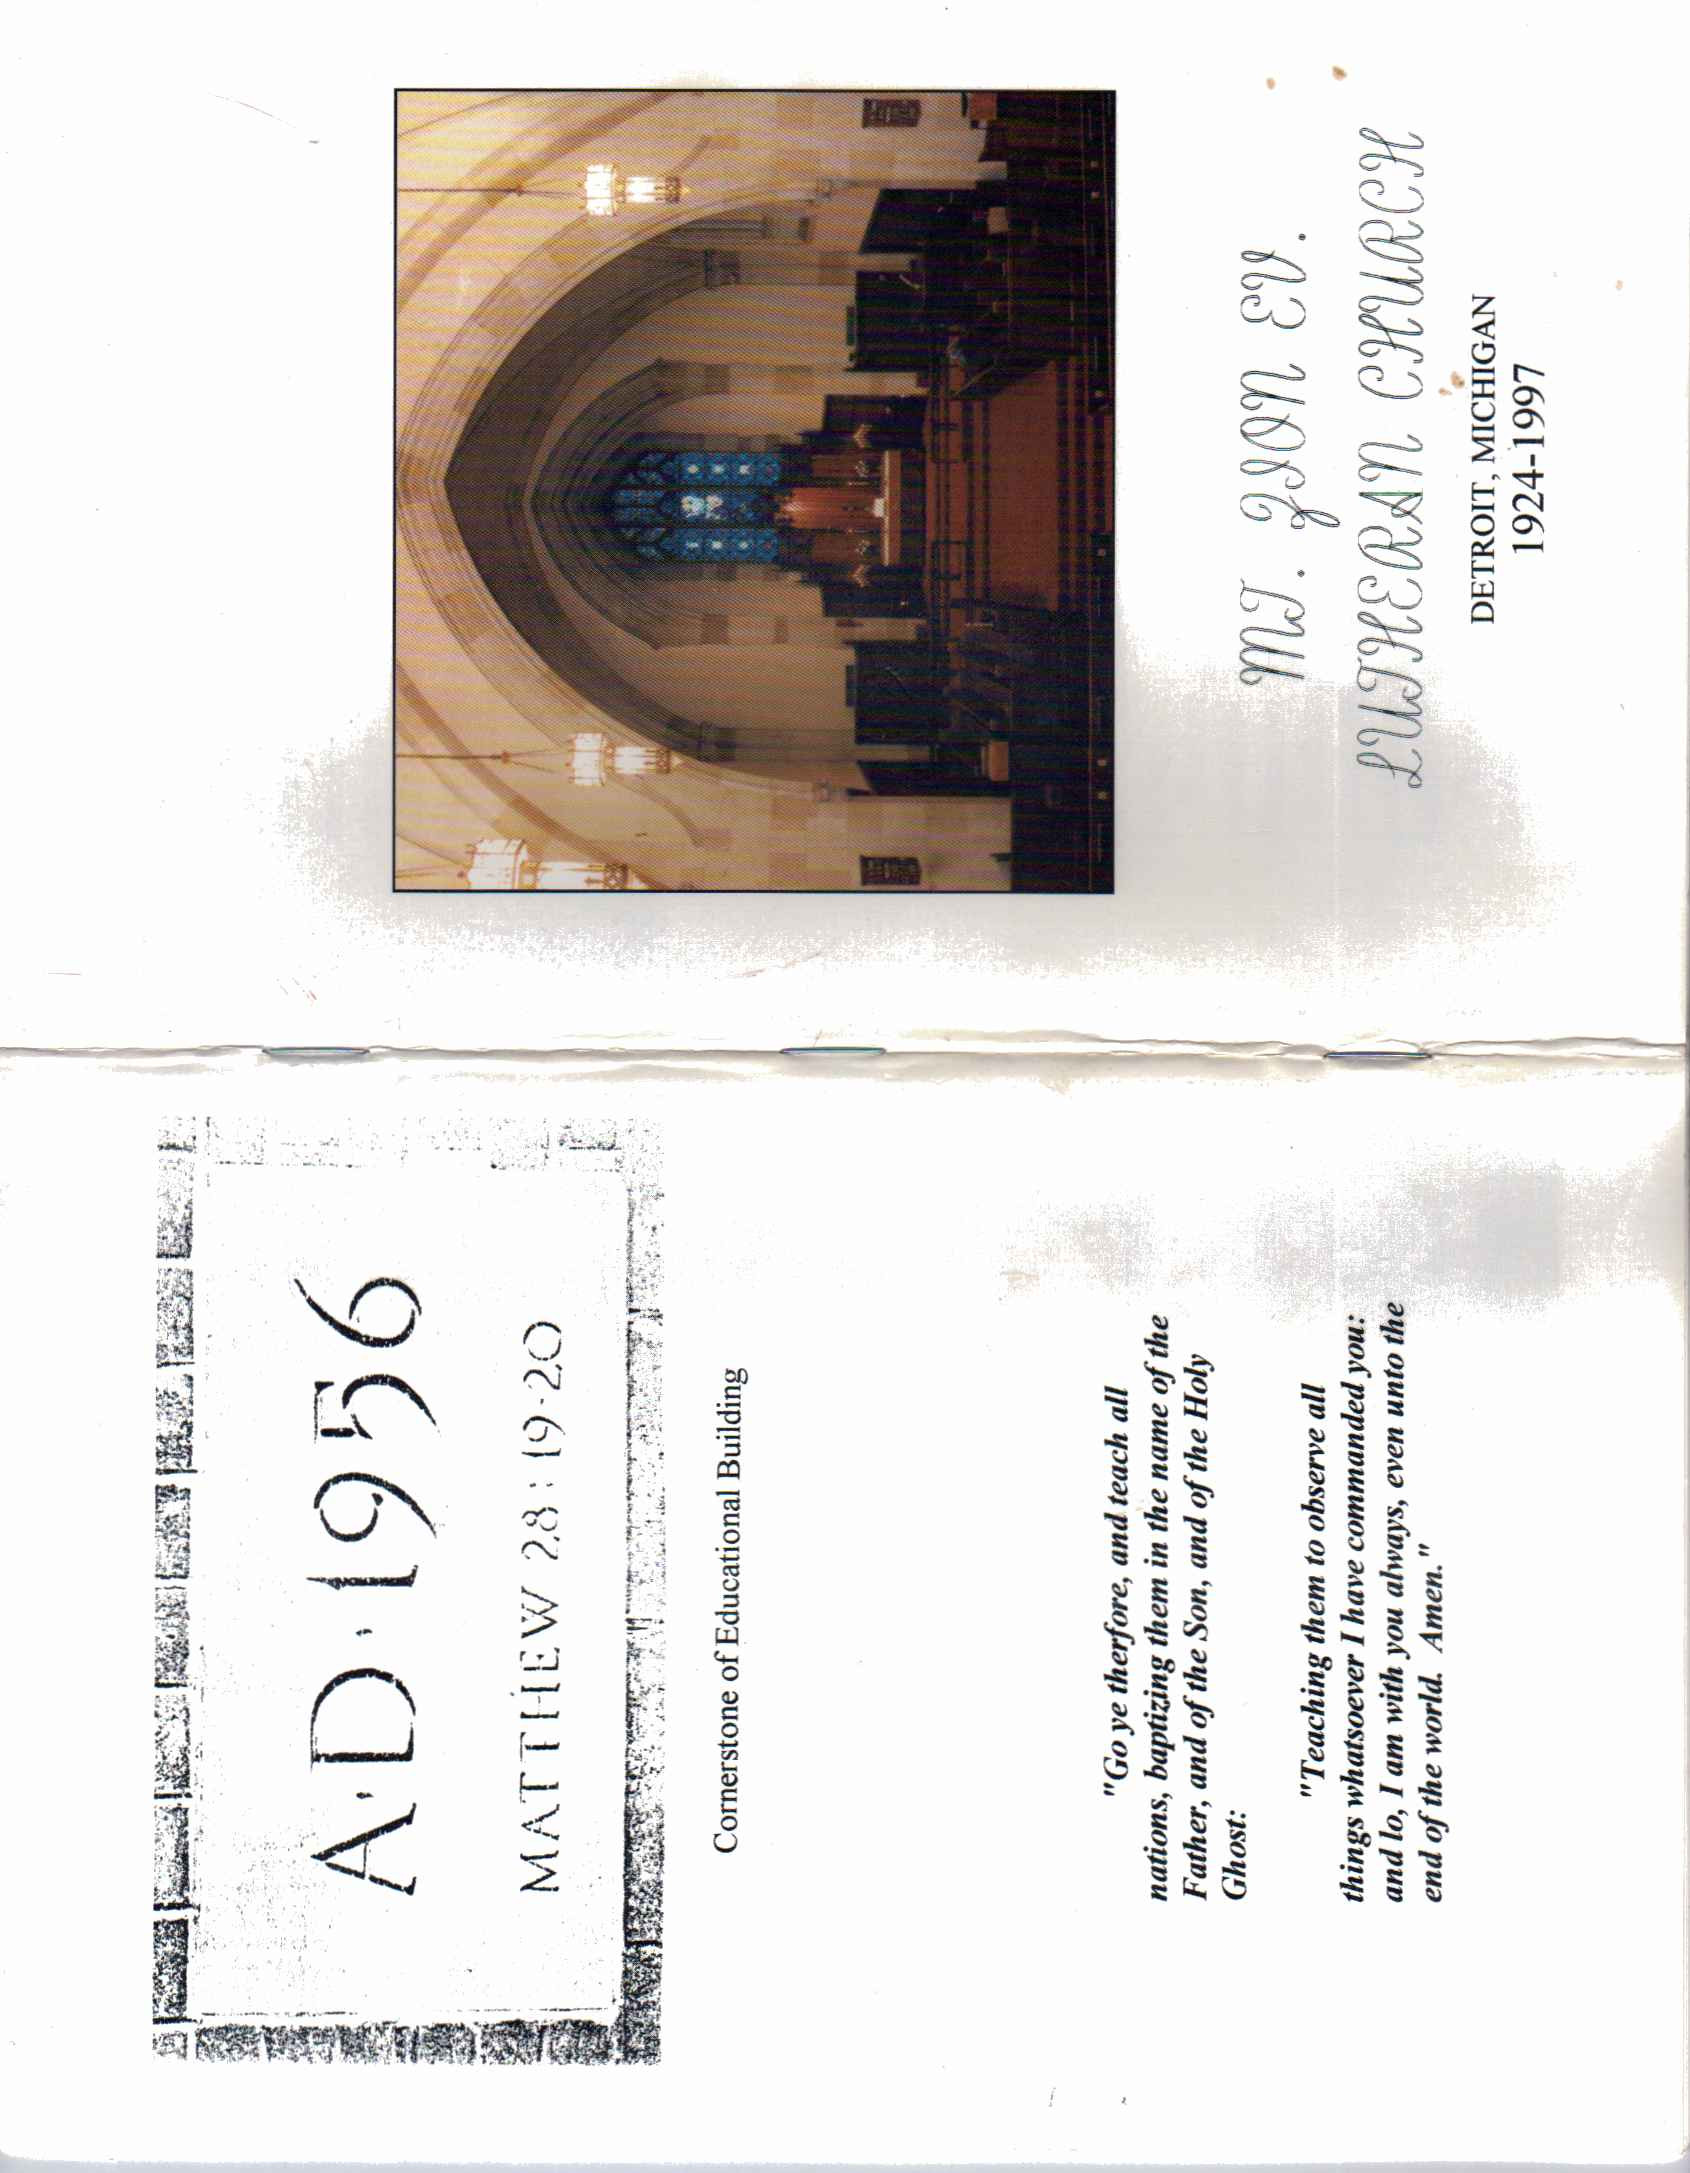 A·D·1956
MATTHEW 28:19-20
Cornerstone of Educational Building
"Go ye therfore, and teach all
nations, baptizing them in the name of the
Father, and of the Son, and of the Holy
Ghost:
"Teaching them to observe all
things whatsoever I have commanded you:
and lo, I am with you always, even unto the
end of the world. Amen."
MT. ZION EV.
LUTHERAN CHURCH
DETROIT, MICHIGAN
1924-1997